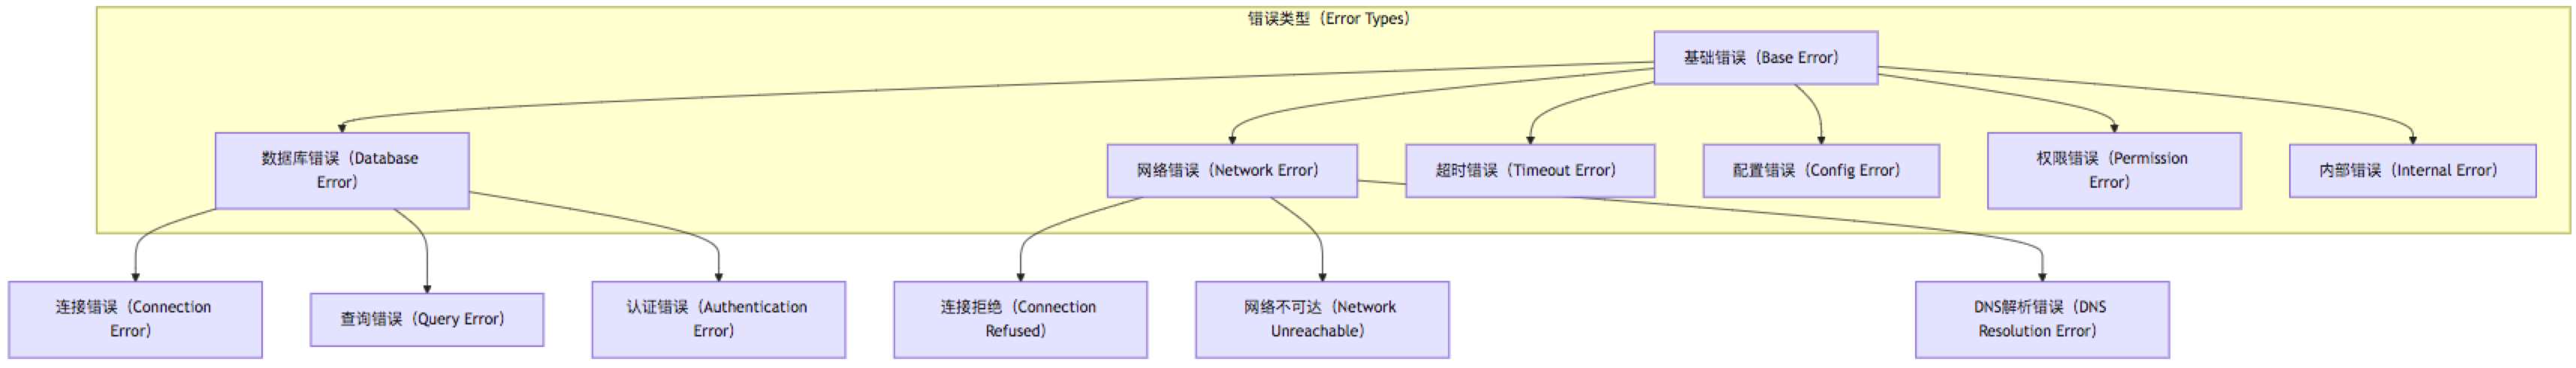 错误类型（Error Types）
基础错误（Base Error）
数据库错误（Database
Error）
网络错误（Network Error）
超时错误（Timeout Error）
配置错误（Config Error）
权限错误（Permission
Error）
内部错误（Internal Error）
连接错误（Connection
Error）
查询错误（Query Error）
认证错误（Authentication
Error）
连接拒绝（Connection
Refused）
网络不可达（Network
Unreachable）
DNS解析错误（DNS
Resolution Error）